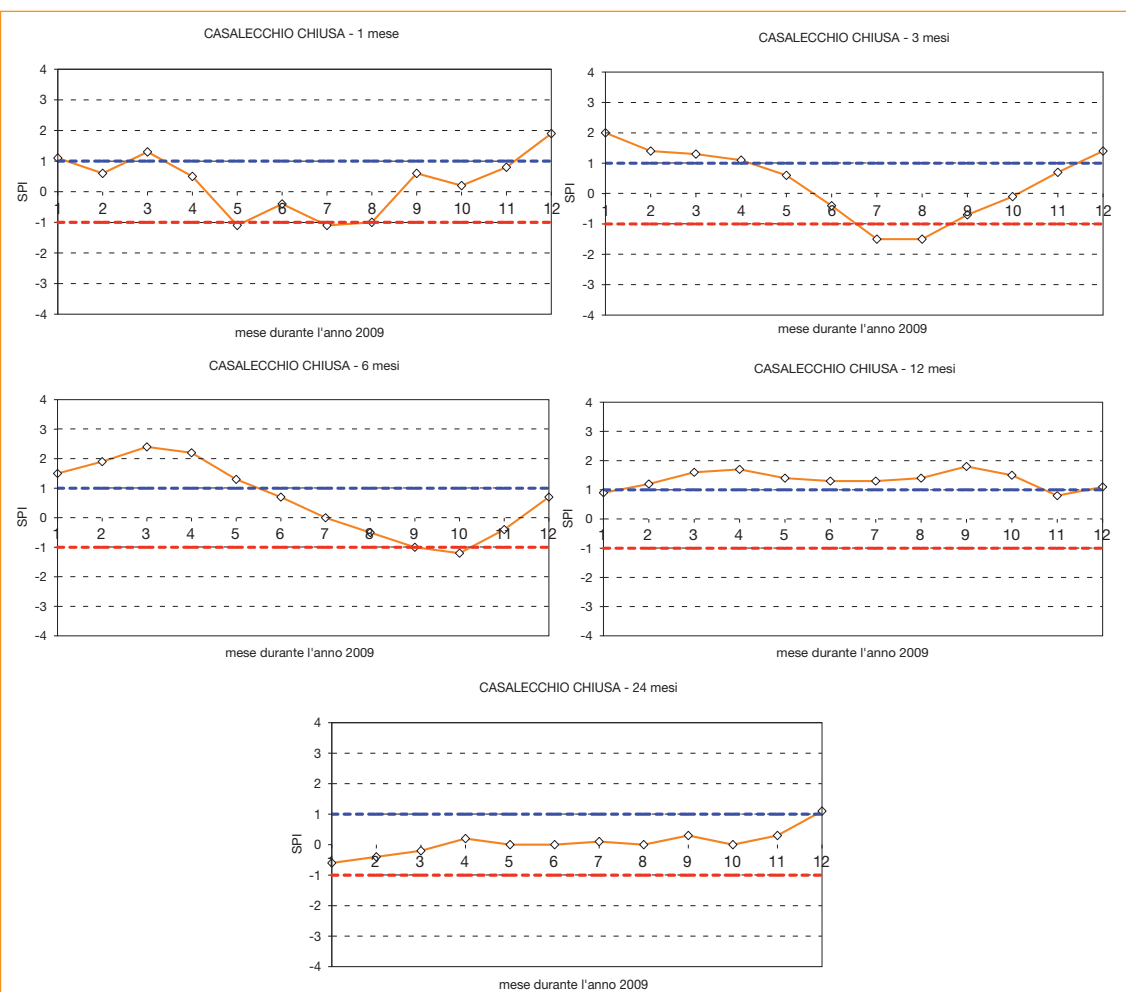 CASALECCHIO CHIUSA - 1 mese
4
3
2
1
0
-1
-2
-3
-4
SPI
1 2 3 4 5 6 7 8 9 10 11 12
mese durante l'anno 2009
CASALECCHIO CHIUSA - 3 mesi
4
3
2
1
0
-1
-2
-3
-4
SPI
1 2 3 4 5 6 7 8 9 10 11 12
mese durante l'anno 2009
CASALECCHIO CHIUSA - 6 mesi
4
3
2
1
0
-1
-2
-3
-4
SPI
1 2 3 4 5 6 7 8 9 10 11 12
mese durante l'anno 2009
CASALECCHIO CHIUSA - 12 mesi
4
3
2
1
0
-1
-2
-3
-4
SPI
1 2 3 4 5 6 7 8 9 10 11 12
mese durante l'anno 2009
CASALECCHIO CHIUSA - 24 mesi
4
3
2
1
0
-1
-2
-3
-4
SPI
1 2 3 4 5 6 7 8 9 10 11 12
mese durante l'anno 2009